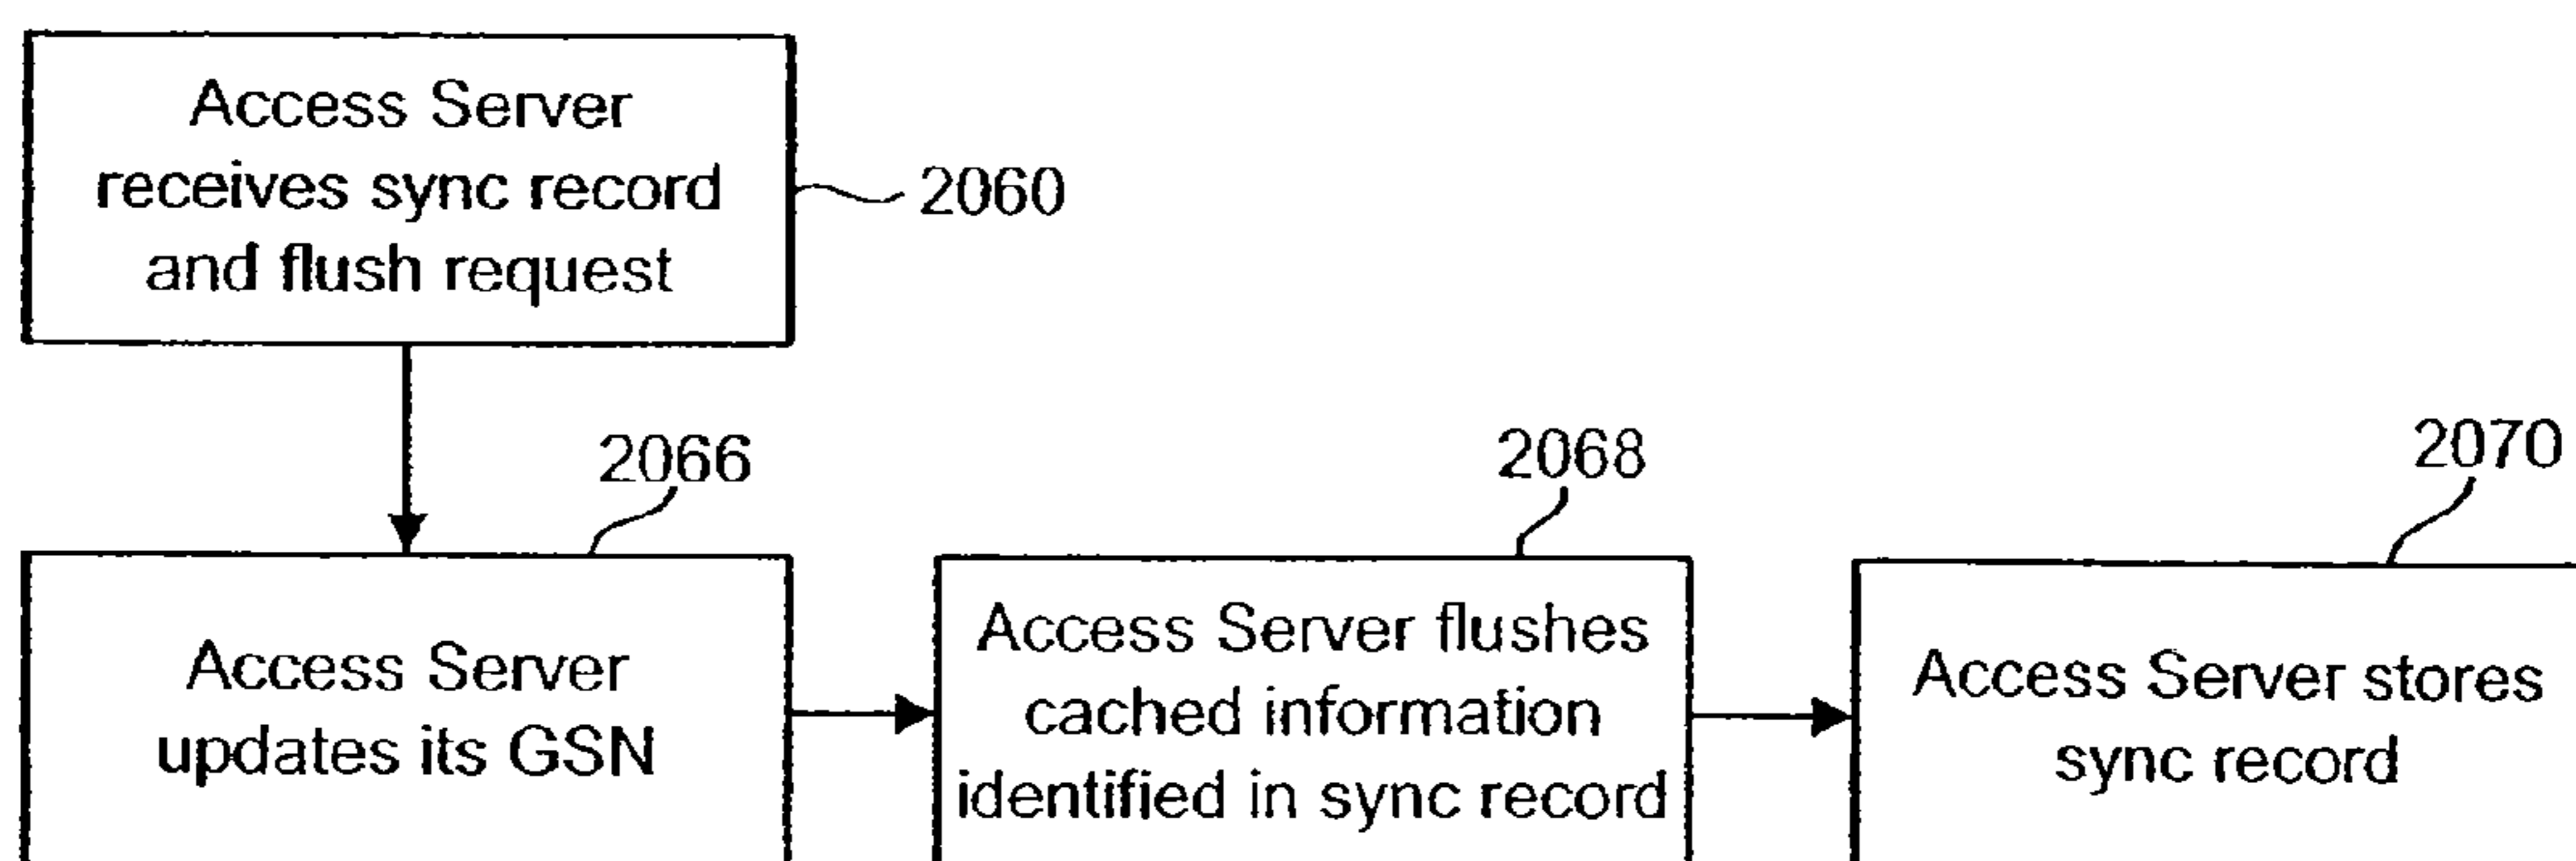 Access Server
receives sync record
and flush request
2060
2066
Access Server
updates its GSN
2068
Access Server flushes
cached information
identified in sync record
2070
Access Server stores
sync record